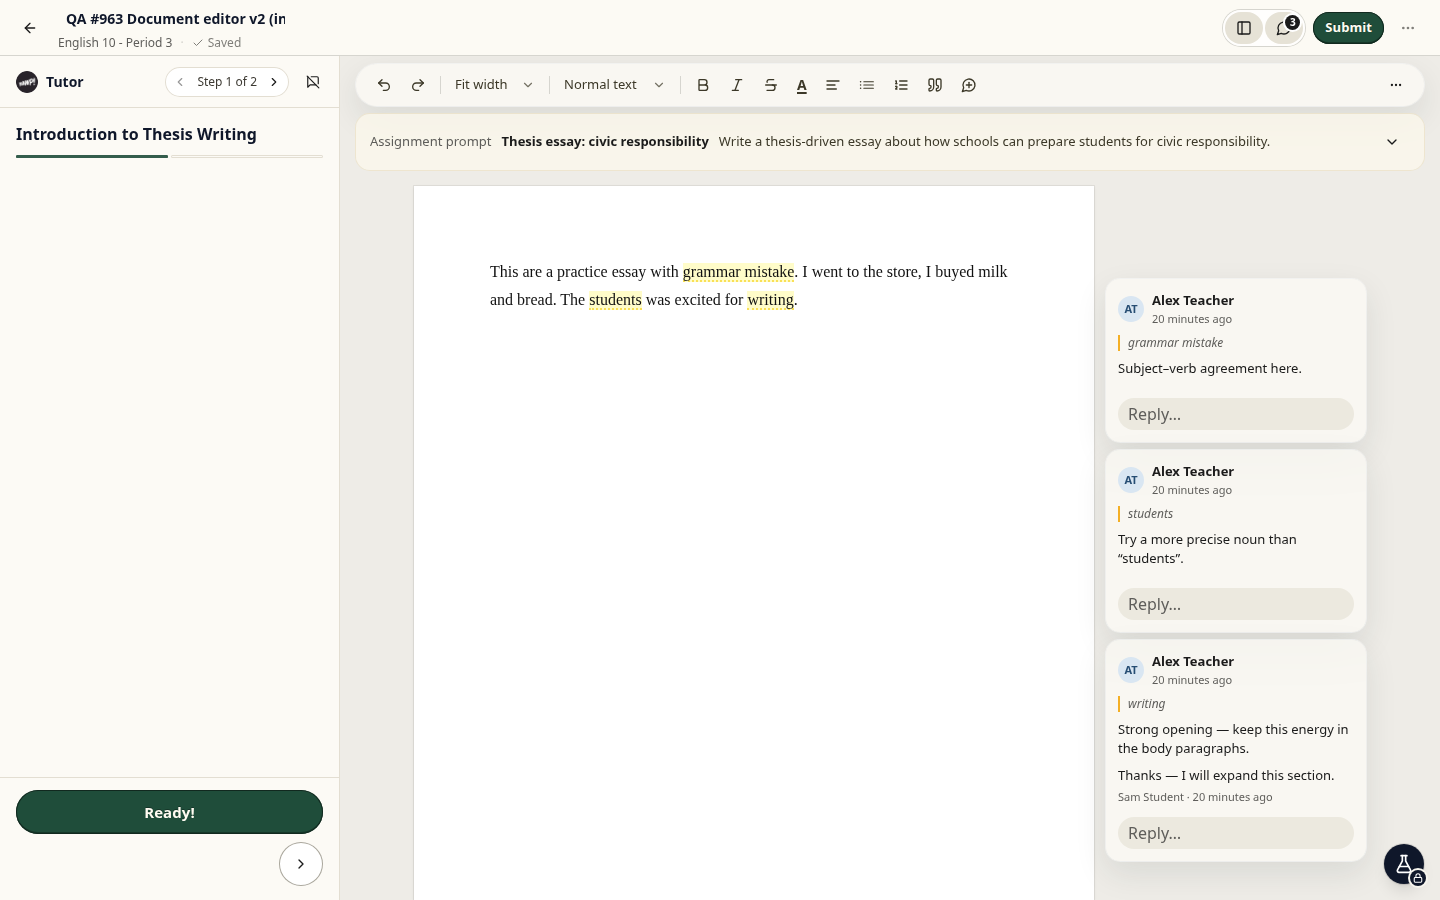 QA #963 Document editor v2 (in
English 10 - Period 3 · Saved
3
Submit
Tutor
Step 1 of 2
Introduction to Thesis Writing
Ready!
Fit width
Normal text
Assignment prompt Thesis essay: civic responsibility Write a thesis-driven essay about how schools can prepare students for civic responsibility.
This are a practice essay with grammar mistake. I went to the store, I buyed milk
and bread. The students was excited for writing.
AT
Alex Teacher
20 minutes ago
grammar mistake
Subject–verb agreement here.
Reply...
AT
Alex Teacher
20 minutes ago
students
Try a more precise noun than
“students”.
Reply...
AT
Alex Teacher
20 minutes ago
writing
Strong opening — keep this energy in
the body paragraphs.
Thanks — I will expand this section.
Sam Student · 20 minutes ago
Reply...